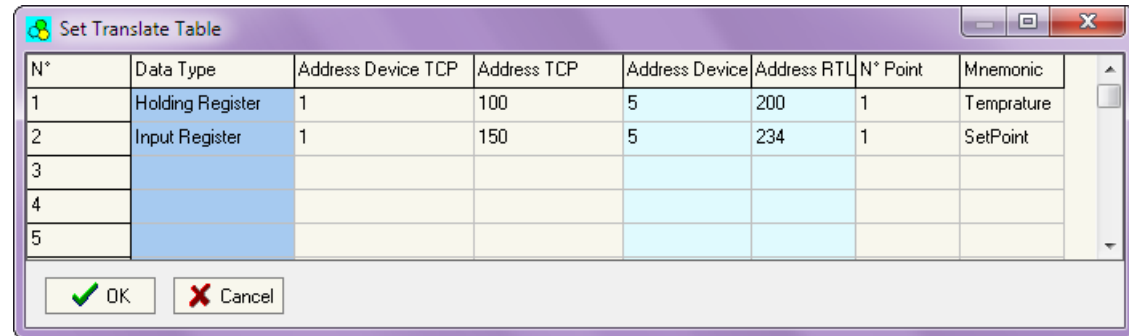 Set Translate Table
N° Data Type Address Device TCP Address TCP Address Device Address RTU N° Point Mnemonic
1 Holding Register 1 100 5 200 1 Temprature
2 Input Register 1 150 5 234 1 SetPoint
3
4
5
OK Cancel